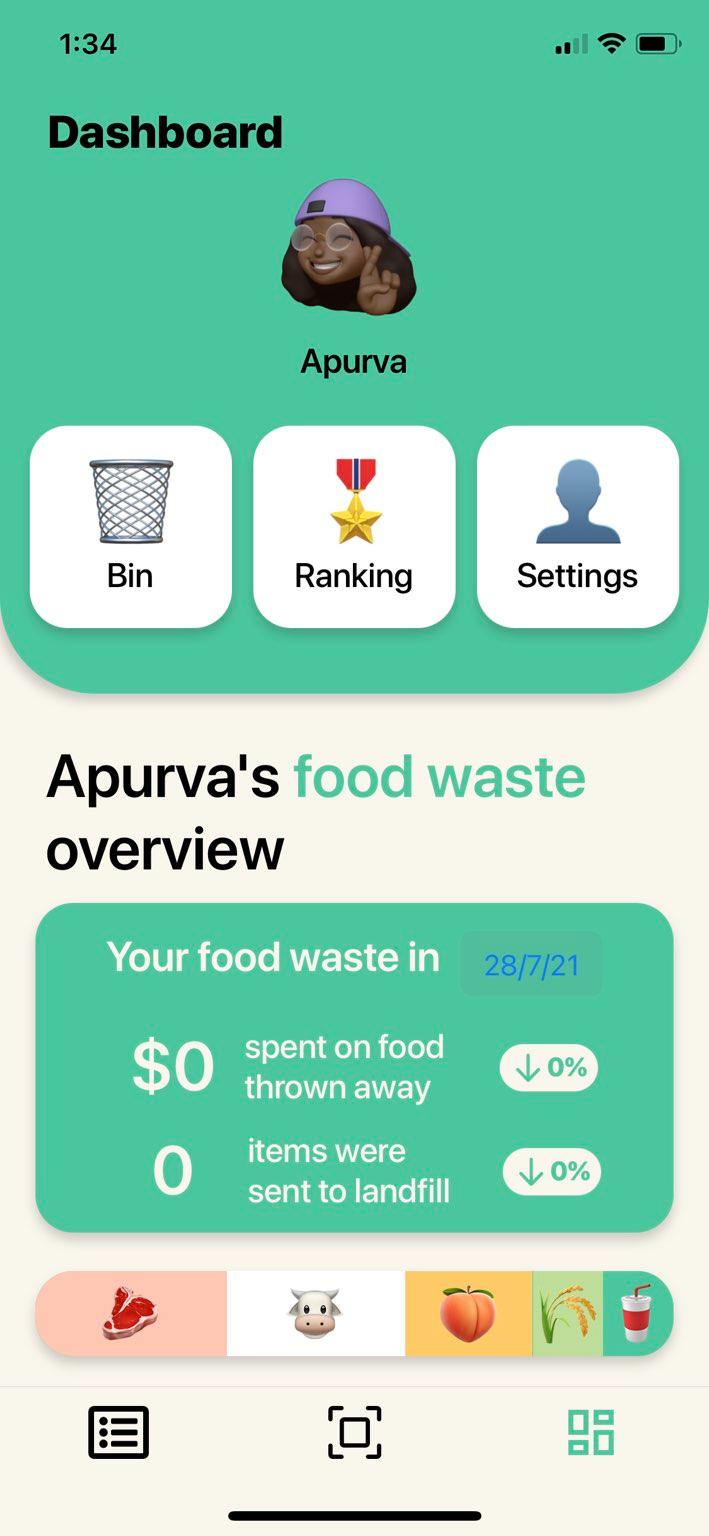 1:34
Dashboard
Apurva
Bin
Ranking
Settings
Apurva's food waste
overview
Your food waste in 28/7/21
$0 spent on food
thrown away
↓ 0%
0 items were
sent to landfill
↓ 0%